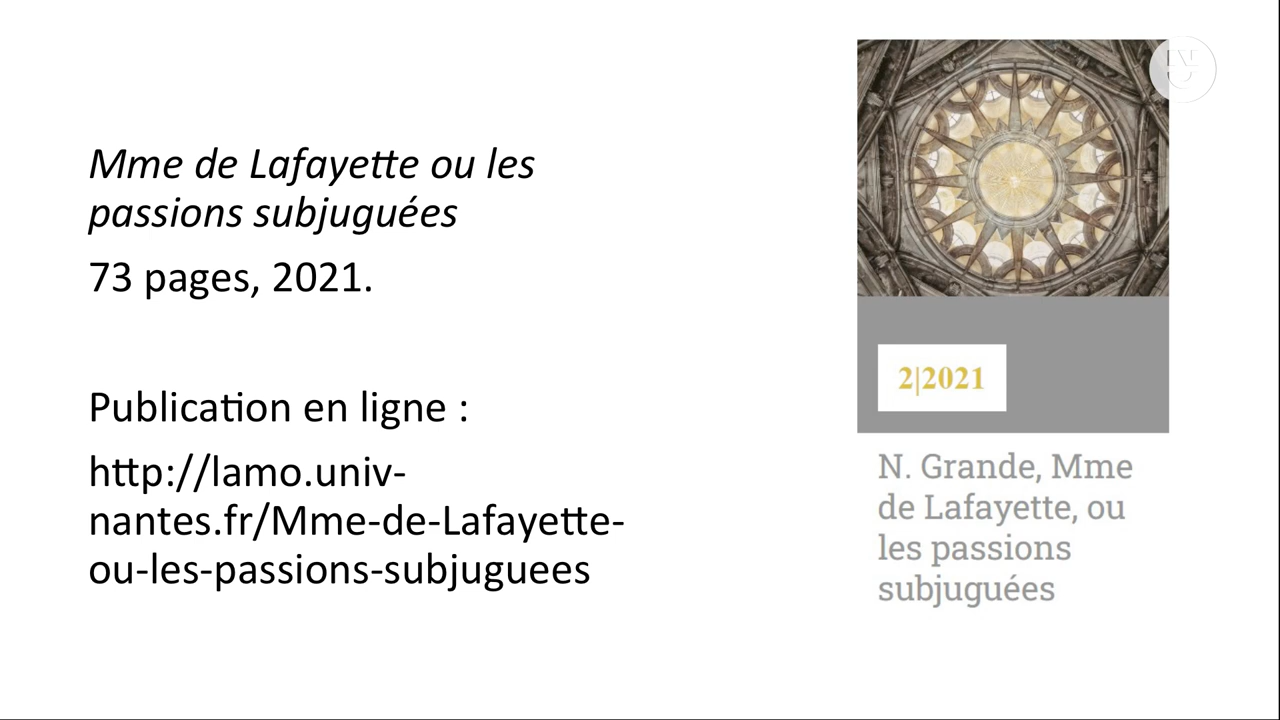 Mme de Lafayette ou les
passions subjuguées
73 pages, 2021.
Publication en ligne :
http://lamo.univ-
nantes.fr/Mme-de-Lafayette-
ou-les-passions-subjuguees
2|2021
N. Grande, Mme
de Lafayette, ou
les passions
subjuguées